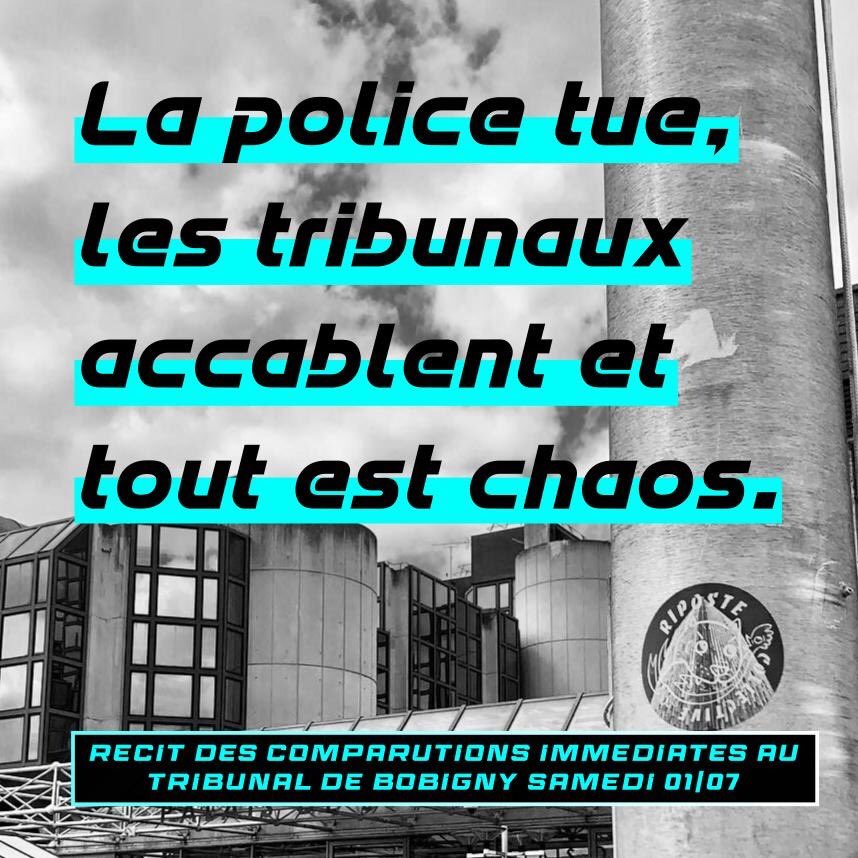 La police tue,
les tribunaux
accablent et
tout est chaos.
RIPOSTE
RECIT DES COMPARUTIONS IMMEDIATES AU
TRIBUNAL DE BOBIGNY SAMEDI 01/07